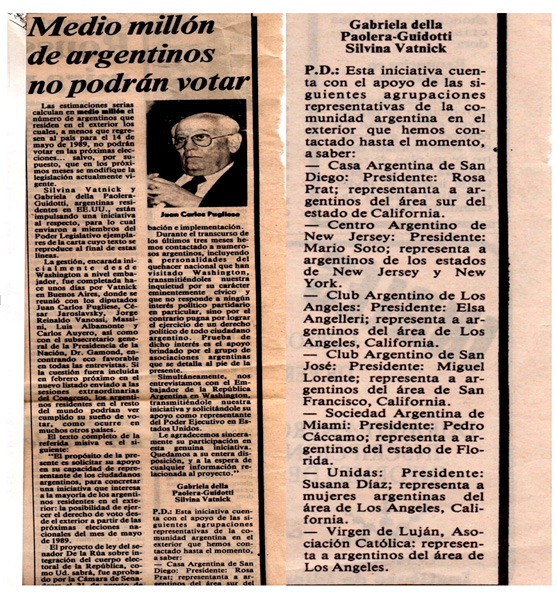 Medio millón
de argentinos
no podrán votar
Las estimaciones serias
calculan en medio millón el
número de argentinos que
residen en el exterior los
cuales, a menos que regre-
sen al país para el 14 de
mayo de 1989, no podrán
votar en las próximas elec-
ciones... salvo, por su-
puesto, que en los próxi-
mos meses se modifique la
legislación actualmente vi-
gente.
Silvina Vatnick y
Gabriela della Paolera-
Guidotti, argentinas resi-
dentes en EE.UU., están
impulsando una iniciativa
al respecto, para lo cual
enviaron a miembros del
Poder Legislativo ejempla-
res de la carta cuyo texto se
reproduce al final de estas
líneas.
La gestión, encarada ini-
cialmente desde
Washington a nivel emba-
jador, fue completada ha-
ce unos días por Vatnick
en Buenos Aires, donde se
reunió con los diputados
Juan Carlos Pugliese, Cé-
sar Jaroslavsky, Jorge
Reinaldo Vanossi, Massi-
ni, Luis Albamonte y
Carlos Auyero, así como
con el subsecretario gene-
ral de la Presidencia de la
Nación, Dr. Gamond, en-
contrando eco favorable
en todas las entrevistas. Si
la cuestión fuera incluida
en febrero próximo en el
nuevo listado enviado a las
sesiones extraordinarias
del Congreso, los argenti-
nos residentes en el resto
del mundo podrían ver
cumplido su sueño de vo-
tar, como ocurre en
muchos otros países.
El texto completo de la
referida misiva es el si-
guiente:
"El propósito de la pre-
sente es solicitar su apoyo
en su capacidad de repre-
sentante de los ciudadanos
argentinos, para concretar
una iniciativa que interesa
a la mayoría de los argenti-
nos residentes en el exte-
rior: la posibilidad de ejer-
cer el derecho de voto des-
de el exterior a partir de las
próximas elecciones na-
cionales del mes de mayo
de 1989.
El proyecto de ley del se-
nador De La Rúa sobre in-
tegración del cuerpo electo-
ral de la República, como
Ud. sabrá, fue aprobado
por la Cámara de Sena-
Juan Carlos Pugliese
bación e implementación.
Durante el transcurso de
los últimos tres meses he-
mos contactado a numero-
sos argentinos, incluyendo
a personalidades del
quehacer nacional que han
visitado Washington,
transmitiéndoles nuestra
inquietud por su carácter
eminentemente cívico y
que no responde a ningún
interés político partidario
en particular, sino por el
contrario pugna por lograr
el ejercicio de un derecho
político de todo ciudadano
argentino. Prueba de
dicho interés en el apoyo
brindado por el grupo de
asociaciones argentinas
que se detalla al pie de la
presente.
Simultáneamente, nos
entrevistamos con el Em-
bajador de la República
Argentina en Washington,
transmitiéndole nuestra
iniciativa y solicitándole su
apoyo como representante
del Poder Ejecutivo en Es-
tados Unidos.
Le agradecemos sincera-
mente su participación en
esta genuina iniciativa.
Quedamos a su entera dis-
posición, y a la espera de
cualquier información re-
lacionada al proyecto."
Gabriela della
Paolera-Guidotti
Silvina Vatnick
P.D.: Esta iniciativa cuen-
ta con el apoyo de las si-
guientes agrupaciones
representativas de la co-
munidad argentina en el
exterior que hemos con-
tactado hasta el momento,
a saber:
— Casa Argentina de San
Diego: Presidente: Rosa
Prat; representanta a ar-
gentinos del área sur del
Gabriela della
Paolera-Guidotti
Silvina Vatnick
P.D.: Esta iniciativa cuen-
ta con el apoyo de las si-
guientes agrupaciones
representativas de la co-
munidad argentina en el
exterior que hemos con-
tactado hasta el momento,
a saber:
— Casa Argentina de San
Diego: Presidente: Rosa
Prat; representanta a ar-
gentinos del área sur del
estado de California.
— Centro Argentino de
New Jersey: Presidente:
Mario Soto; representa a
argentinos de los estados
de New Jersey y New
York.
— Club Argentino de Los
Angeles: Presidente: Elsa
Angelleri; representa a ar-
gentinos del área de Los
Angeles, California.
— Club Argentino de San
José: Presidente: Miguel
Lorente; representa a ar-
gentinos del área de San
Francisco, California.
— Sociedad Argentina de
Miami: Presidente: Pedro
Cáccamo; representa a ar-
gentinos del estado de Flo-
rida.
— Unidas: Presidente:
Susana Díaz; representa a
mujeres argentinas del
área de Los Angeles, Cali-
fornia.
— Virgen de Luján, Aso-
ciación Católica: represen-
ta a argentinos del área de
Los Angeles.